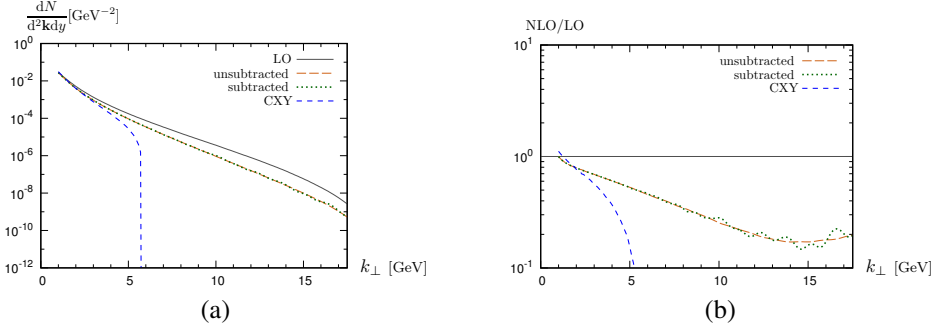 dN
d²kdy [GeV⁻²]
10⁰
10⁻²
10⁻⁴
10⁻⁶
10⁻⁸
10⁻¹⁰
10⁻¹²
LO
unsubtracted
subtracted
CXY
0 5 10 15
k⊥ [GeV]
(a)
NLO/LO
10¹
10⁰
10⁻¹
unsubtracted
subtracted
CXY
0 5 10 15
k⊥ [GeV]
(b)